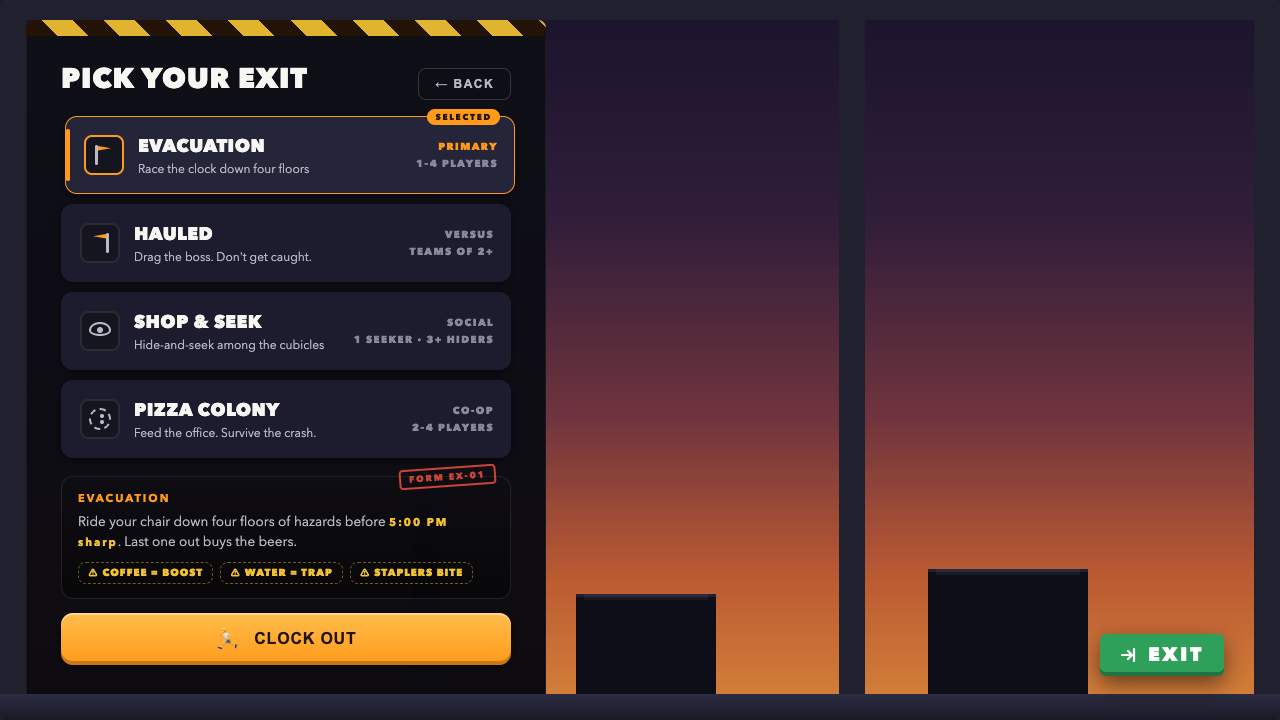 PICK YOUR EXIT
← BACK
SELECTED
EVACUATION
Race the clock down four floors
PRIMARY
1-4 PLAYERS
HAULED
Drag the boss. Don't get caught.
VERSUS
TEAMS OF 2+
SHOP & SEEK
Hide-and-seek among the cubicles
SOCIAL
1 SEEKER • 3+ HIDERS
PIZZA COLONY
Feed the office. Survive the crash.
CO-OP
2-4 PLAYERS
FORM EX-01
EVACUATION
Ride your chair down four floors of hazards before 5:00 PM
sharp. Last one out buys the beers.
⚠ COFFEE = BOOST
⚠ WATER = TRAP
⚠ STAPLERS BITE
CLOCK OUT
EXIT